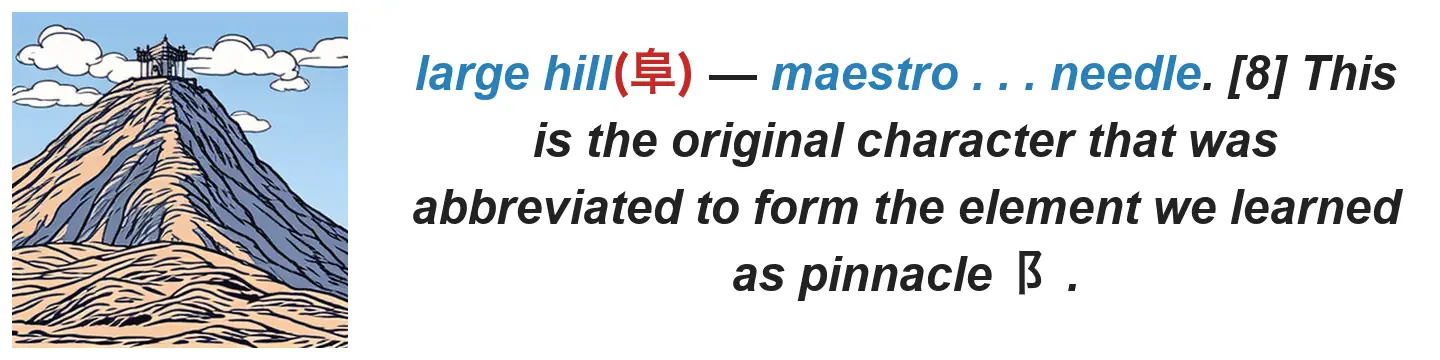 large hill(阜) — maestro . . . needle. [8] This
is the original character that was
abbreviated to form the element we learned
as pinnacle 阝 .